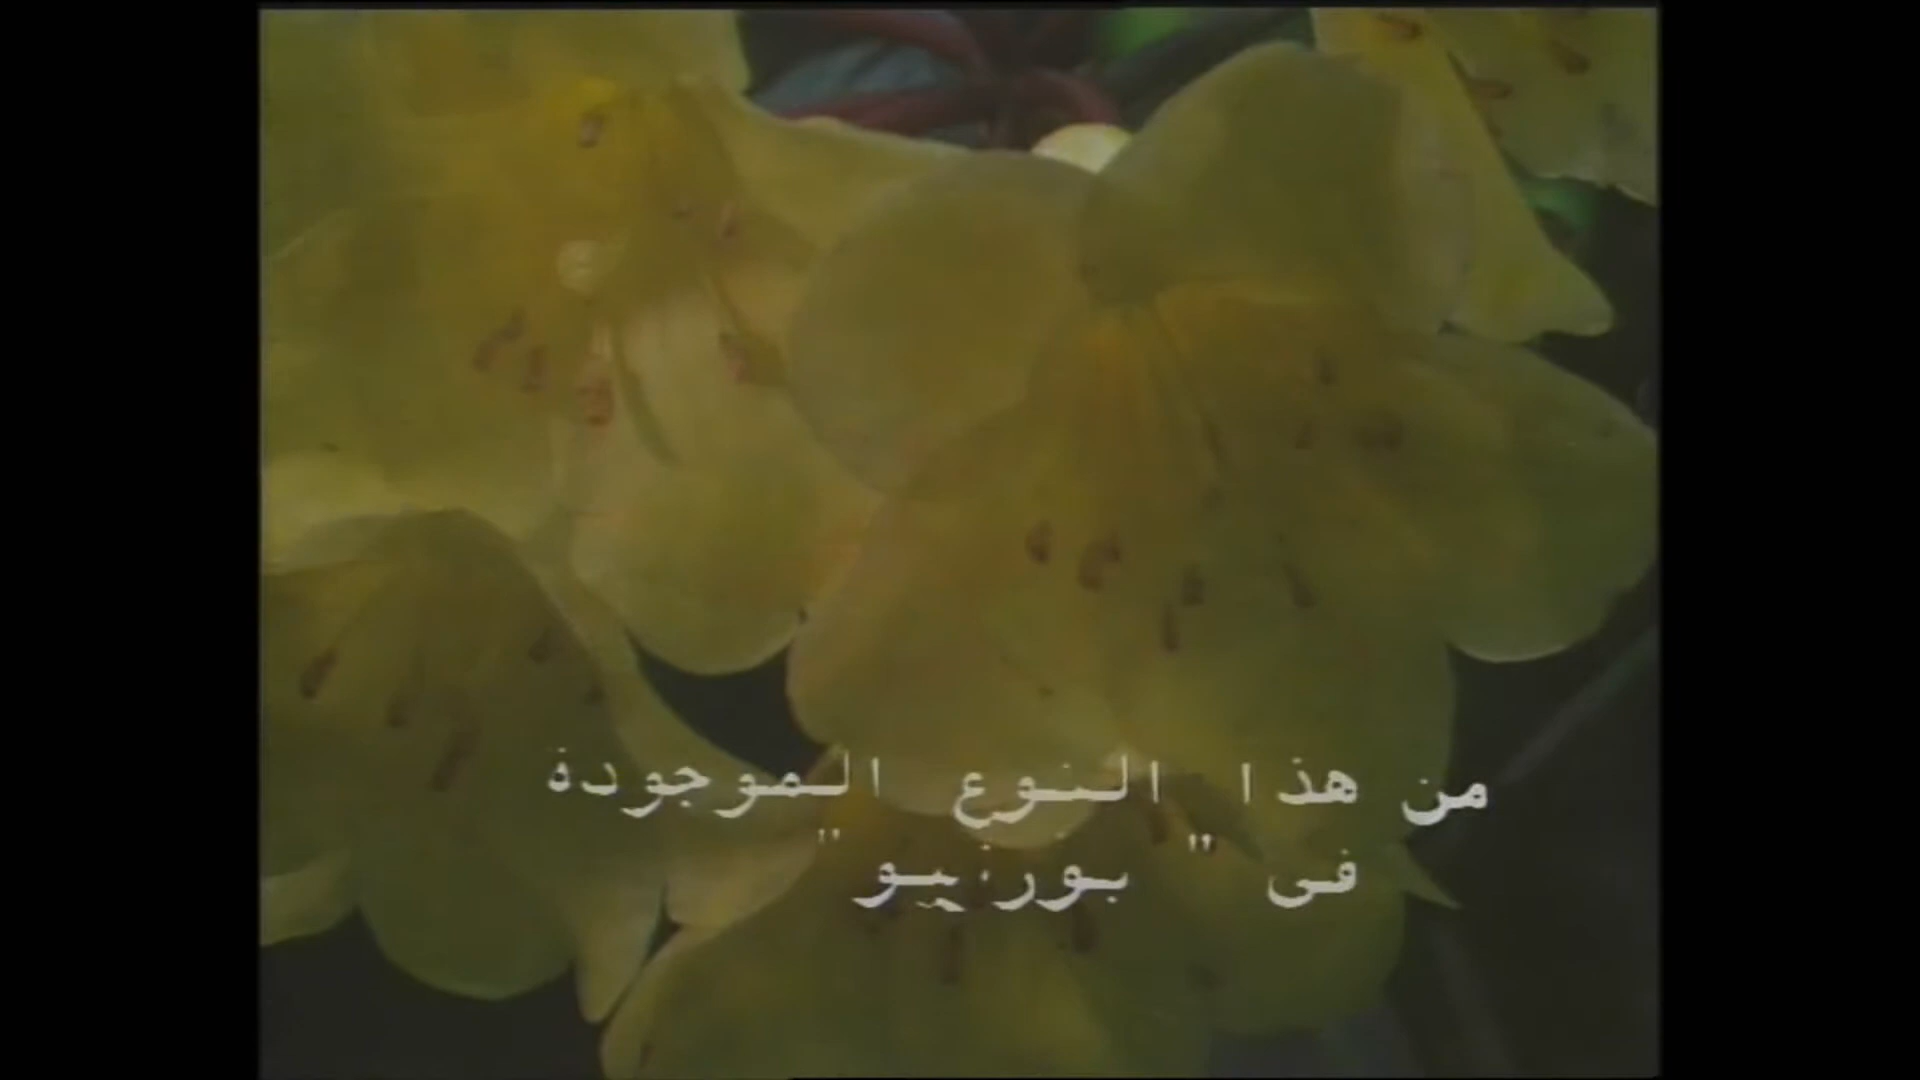 من هذا النوع الموجودة
فى " بورنيو "